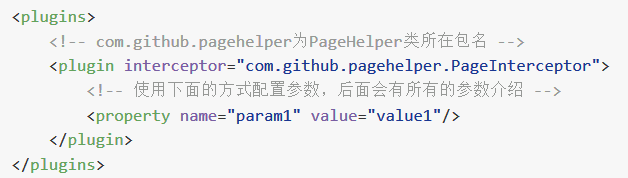 <plugins>
    <!-- com.github.pagehelper为PageHelper类所在包名 -->
    <plugin interceptor="com.github.pagehelper.PageInterceptor">
        <!-- 使用下面的方式配置参数，后面会有所有的参数介绍 -->
        <property name="param1" value="value1"/>
    </plugin>
</plugins>